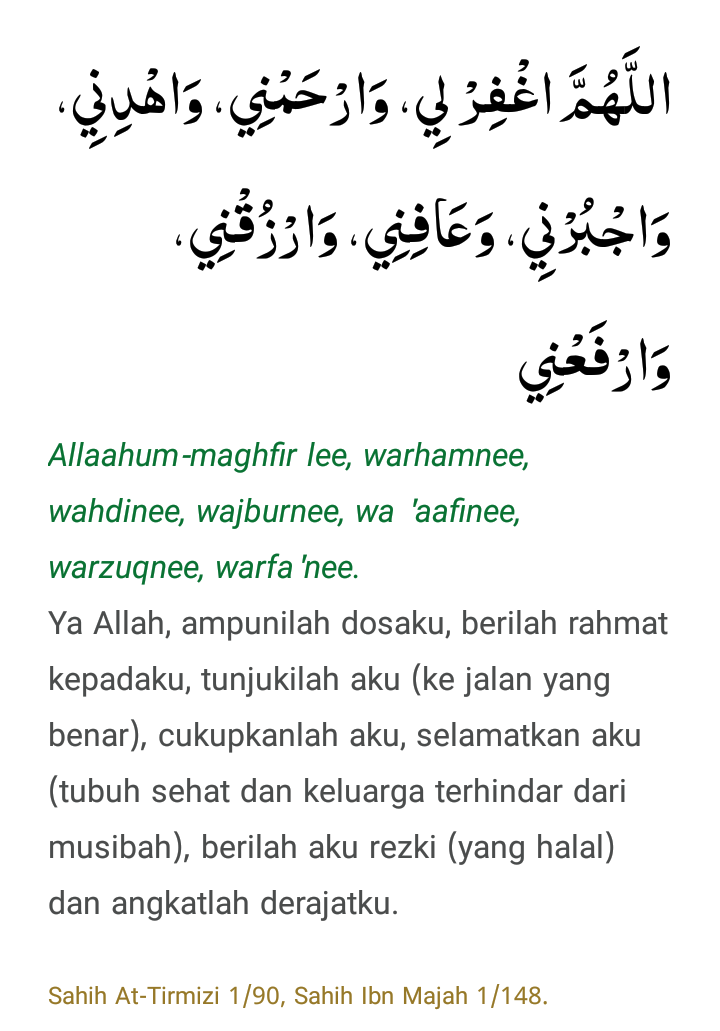 اللَّهُمَّ اغْفِرْ لِي، وَارْحَمْنِي، وَاهْدِنِي،
وَاجْبُرْنِي، وَعَافِنِي، وَارْزُقْنِي،
وَارْفَعْنِي
Allaahum-maghfir lee, warhamnee,
wahdinee, wajburnee, wa 'aafinee,
warzuqnee, warfa'nee.
Ya Allah, ampunilah dosaku, berilah rahmat
kepadaku, tunjukilah aku (ke jalan yang
benar), cukupkanlah aku, selamatkan aku
(tubuh sehat dan keluarga terhindar dari
musibah), berilah aku rezki (yang halal)
dan angkatlah derajatku.
Sahih At-Tirmizi 1/90, Sahih Ibn Majah 1/148.